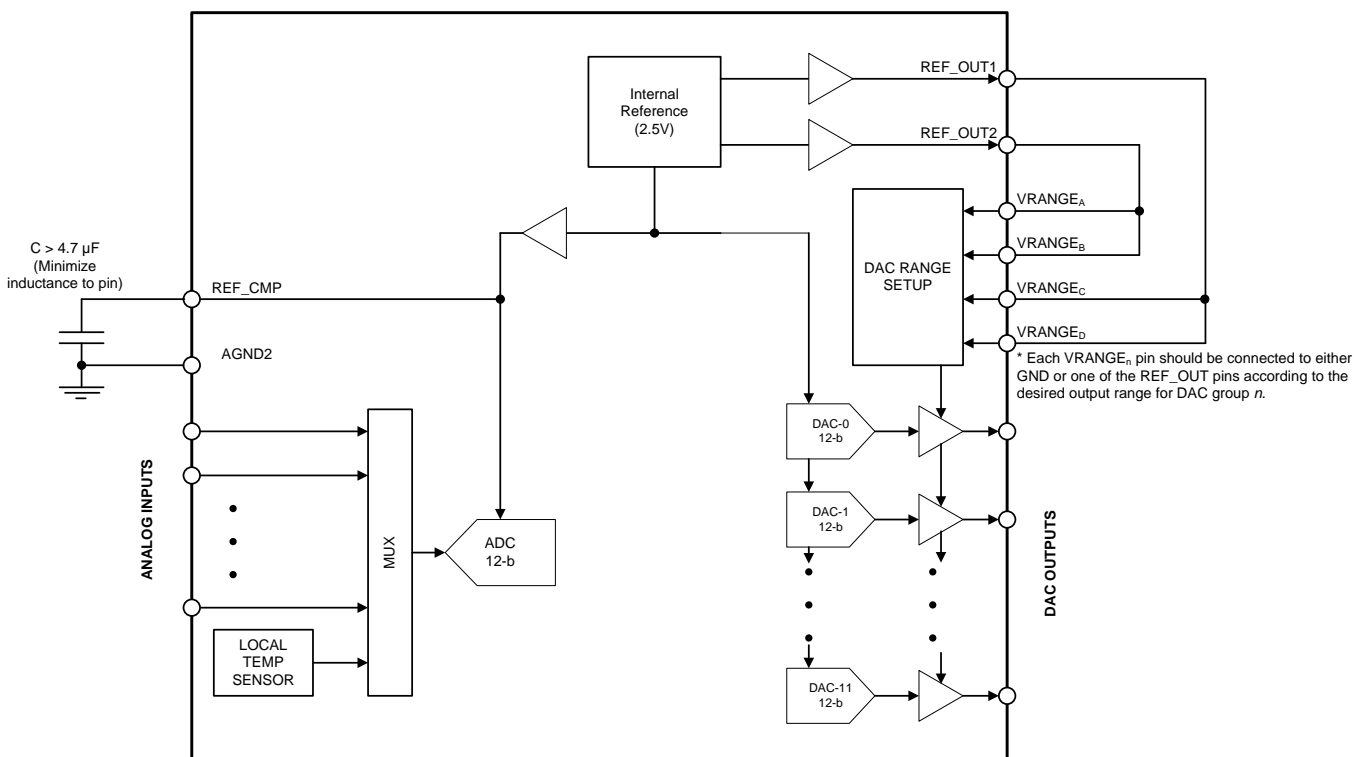 REF_OUT1
Internal
Reference
(2.5V)
REF_OUT2
VRANGEA
VRANGEB
C > 4.7 µF
(Minimize
inductance to pin)
DAC RANGE
SETUP
REF_CMP
VRANGEC
VRANGED
AGND2
* Each VRANGEn pin should be connected to either
GND or one of the REF_OUT pins according to the
desired output range for DAC group n.
DAC-0
12-b
ANALOG INPUTS
MUX
ADC
12-b
DAC-1
12-b
DAC OUTPUTS
LOCAL
TEMP
SENSOR
DAC-11
12-b